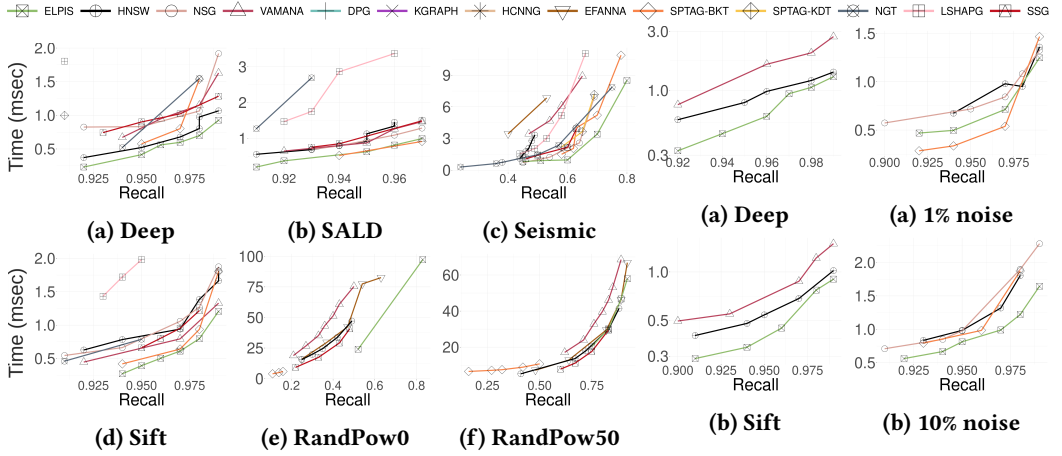 ELPIS HNSW NSG VAMANA DPG KGRAPH HCNNG EFANNA SPTAG-BKT SPTAG-KDT NGT LSHAPG SSG
Time (msec)
2.0
1.5
1.0
0.5
0.925 0.950 0.975
Recall
(a) Deep
3
2
1
0.92 0.94 0.96
Recall
(b) SALD
9
6
3
0
0.4 0.6 0.8
Recall
(c) Seismic
3.0
1.0
0.3
0.92 0.94 0.96 0.98
Recall
(a) Deep
1.5
1.0
0.5
0.900 0.925 0.950 0.975
Recall
(a) 1% noise
Time (msec)
2.0
1.5
1.0
0.5
0.925 0.950 0.975
Recall
(d) Sift
100
75
50
25
0
0.2 0.4 0.6 0.8
Recall
(e) RandPow0
60
40
20
0.25 0.50 0.75
Recall
(f) RandPow50
1.0
0.5
0.3
0.910 0.930 0.950 0.970 0.990
Recall
(b) Sift
2.0
1.5
1.0
0.5
0.925 0.950 0.975
Recall
(b) 10% noise